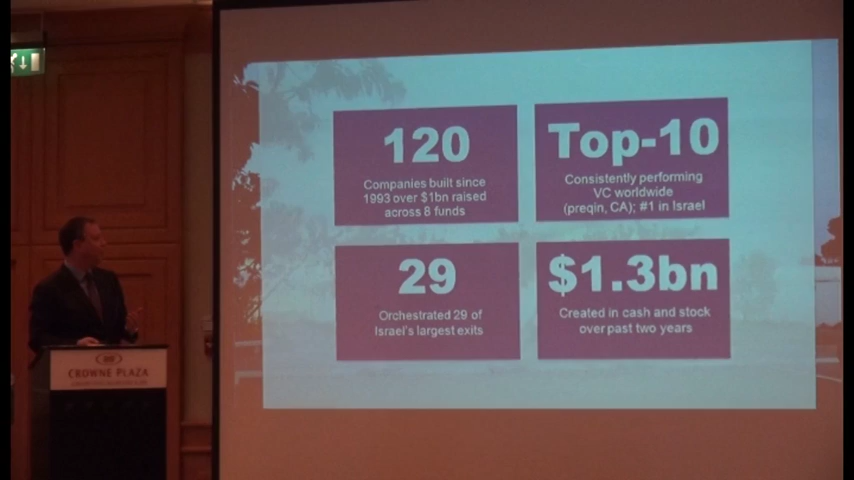 120
Companies built since
1993 over $1bn raised
across 8 funds
Top-10
Consistently performing
VC worldwide
(preqin, CA); #1 in Israel
29
Orchestrated 29 of
Israel's largest exits
$1.3bn
Created in cash and stock
over past two years
CROWNE PLAZA